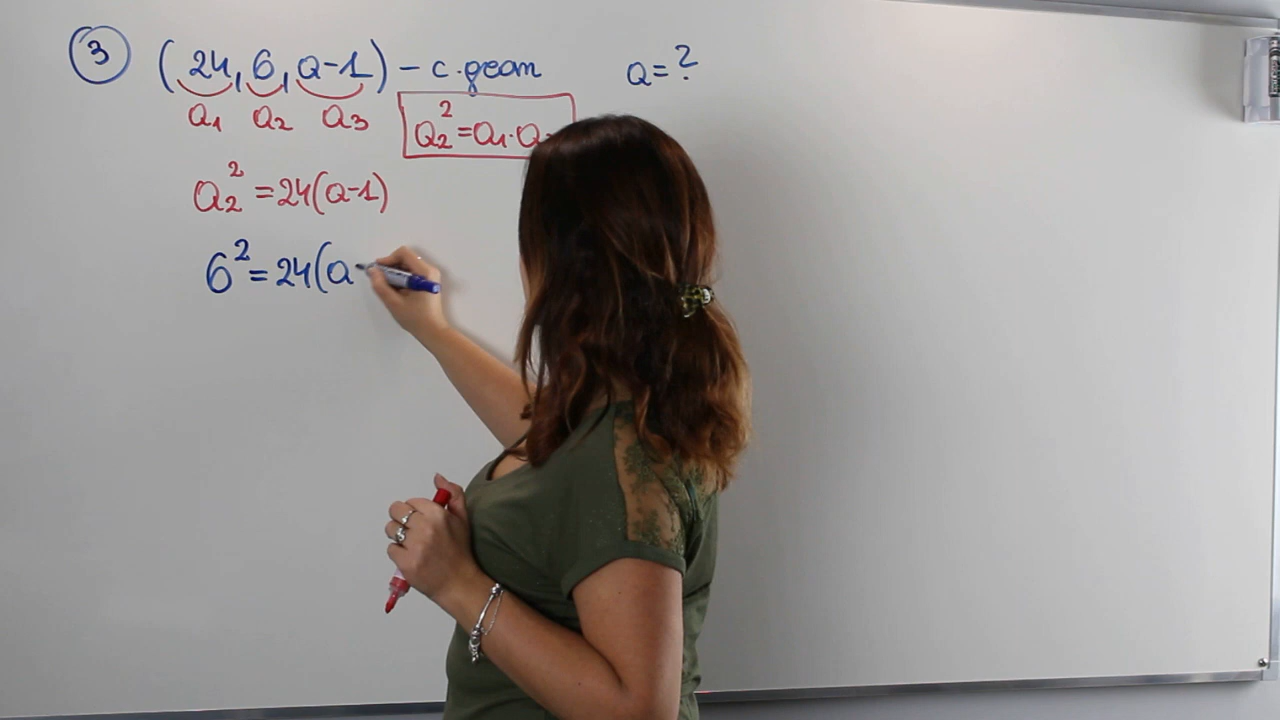 3 (24, 6, a-1) - c. geom a = ?
a₁ a₂ a₃ a₂² = a₁ · a
a₂² = 24(a-1)
6² = 24(a